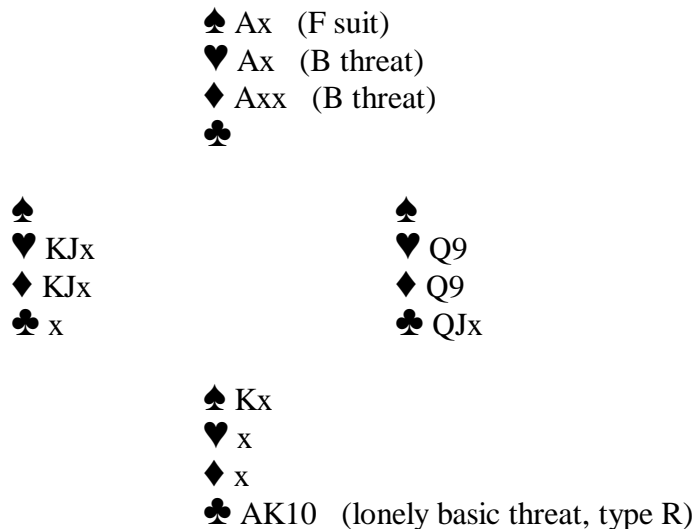 ♠ Ax (F suit)
♥ Ax (B threat)
♦ Axx (B threat)
♣
♠ ♠
♥ KJx ♥ Q9
♦ KJx ♦ Q9
♣ x ♣ QJx
♠ Kx
♥ x
♦ x
♣ AK10 (lonely basic threat, type R)